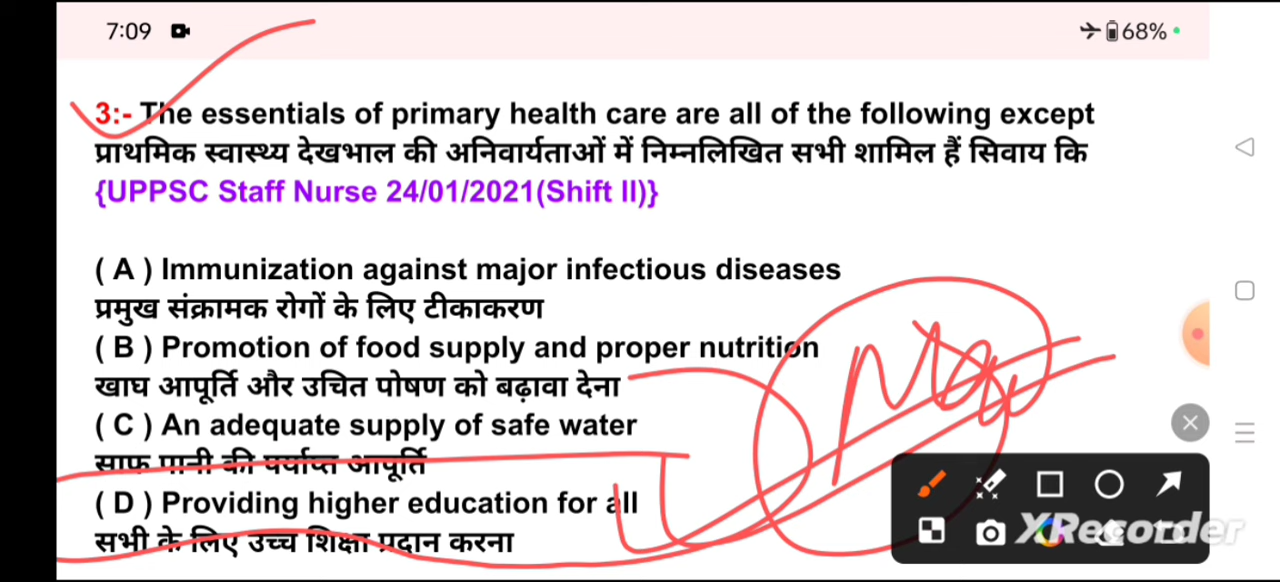 7:09
68%
3:- The essentials of primary health care are all of the following except
प्राथमिक स्वास्थ्य देखभाल की अनिवार्यताओं में निम्नलिखित सभी शामिल हैं सिवाय कि
{UPPSC Staff Nurse 24/01/2021(Shift II)}
( A ) Immunization against major infectious diseases
प्रमुख संक्रामक रोगों के लिए टीकाकरण
( B ) Promotion of food supply and proper nutrition
खाघ आपूर्ति और उचित पोषण को बढ़ावा देना
( C ) An adequate supply of safe water
साफ पानी की पर्याप्त आपूर्ति
( D ) Providing higher education for all
सभी के लिए उच्च शिक्षा प्रदान करना
XRecorder